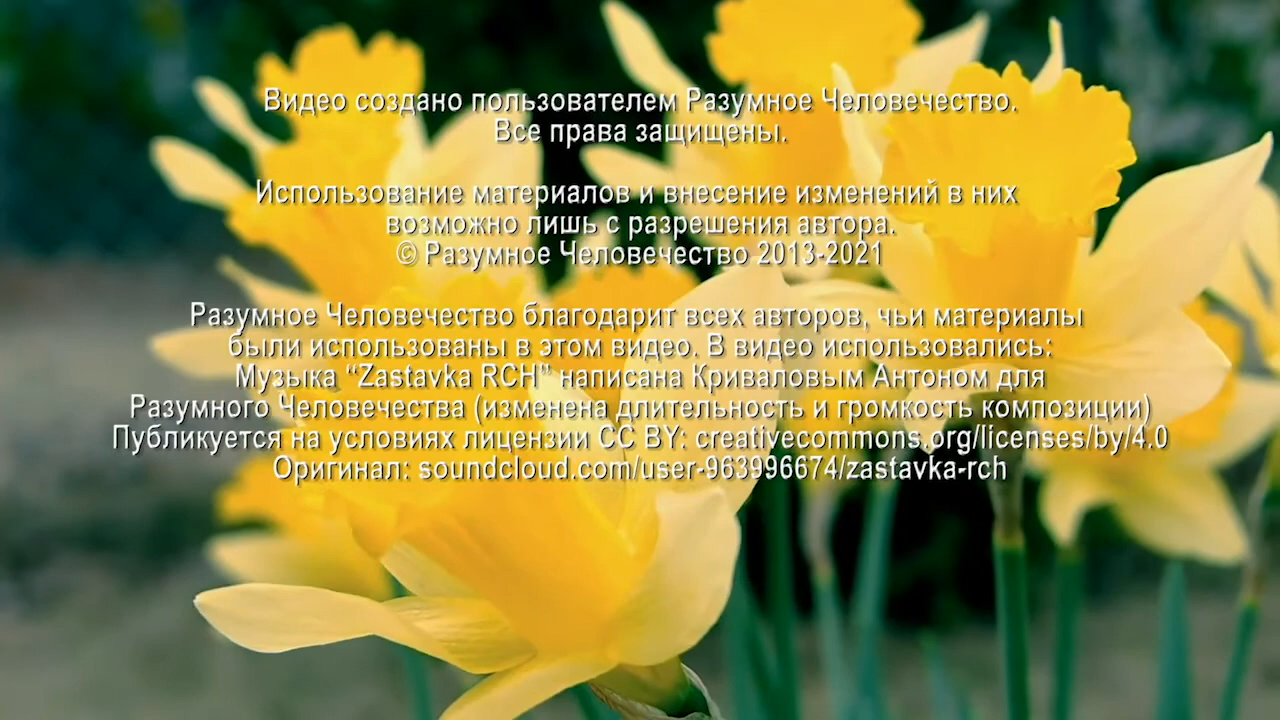 Видео создано пользователем Разумное Человечество.
Все права защищены.
Использование материалов и внесение изменений в них
возможно лишь с разрешения автора.
© Разумное Человечество 2013-2021
Разумное Человечество благодарит всех авторов, чьи материалы
были использованы в этом видео. В видео использовались:
Музыка “Zastavka RCH” написана Криваловым Антоном для
Разумного Человечества (изменена длительность и громкость композиции)
Публикуется на условиях лицензии CC BY: creativecommons.org/licenses/by/4.0
Оригинал: soundcloud.com/user-963996674/zastavka-rch